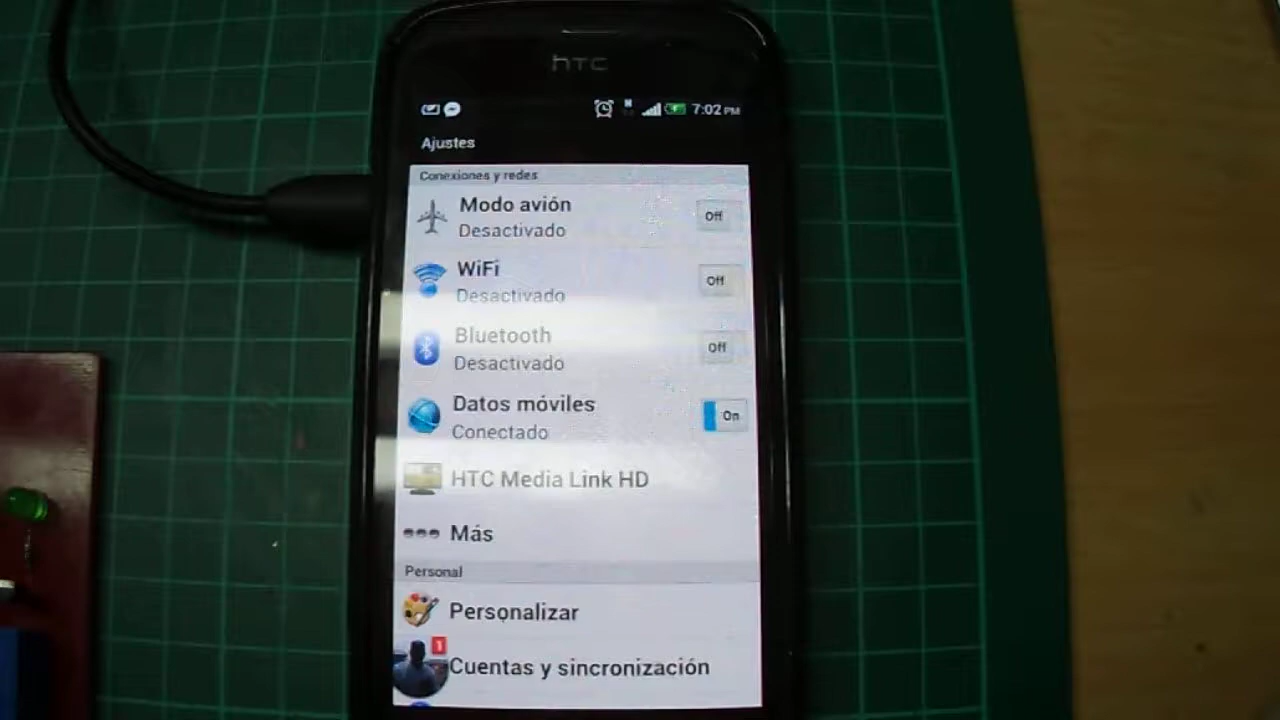 hTC
7:02 PM
Ajustes
Conexiones y redes
Modo avión
Off
Desactivado
WiFi
Off
Desactivado
Bluetooth
Off
Desactivado
Datos móviles
On
Conectado
HTC Media Link HD
Más
Personal
Personalizar
1
Cuentas y sincronización